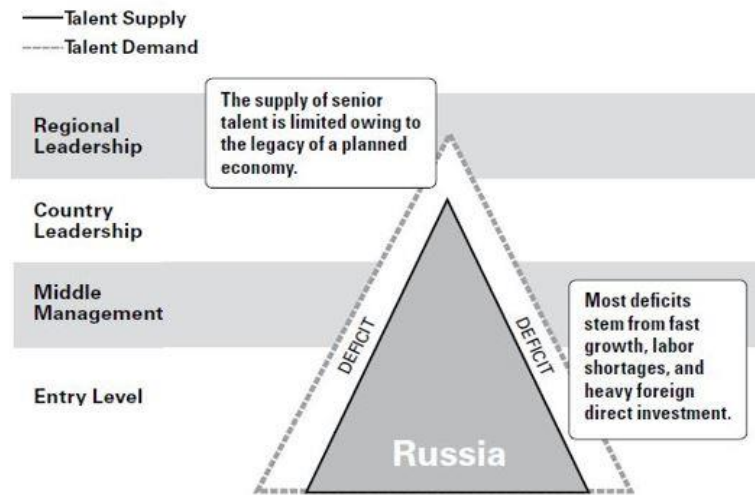 Talent Supply
Talent Demand
The supply of senior
talent is limited owing to
the legacy of a planned
economy.
Regional
Leadership
Country
Leadership
Middle
Management
Most deficits
stem from fast
growth, labor
shortages, and
heavy foreign
direct investment.
DEFICIT
DEFICIT
Entry Level
Russia